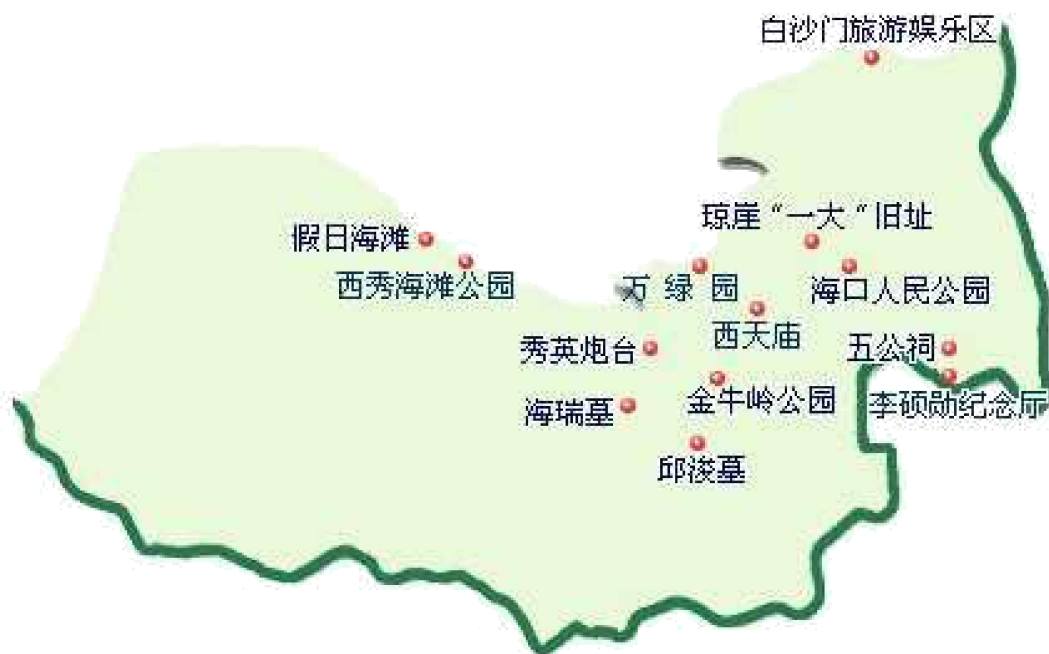 白沙门旅游娱乐区
琼崖“一大“旧址
假日海滩
西秀海滩公园
万绿园
海口人民公园
西天庙
秀英炮台
五公祠
金牛岭公园
李硕勋纪念厅
海瑞墓
邱浚墓